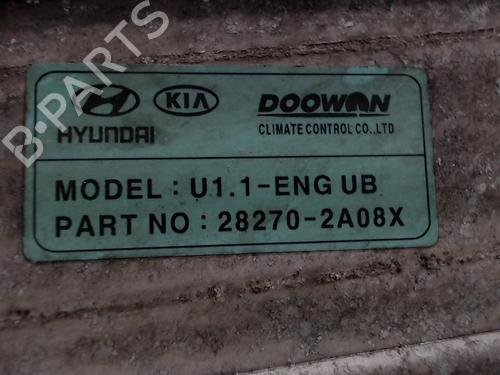 B-PARTS
HYUNDAI
KIA
DOOWON
CLIMATE CONTROL CO.,LTD
MODEL : U1.1-ENG UB
PART NO : 28270-2A08X